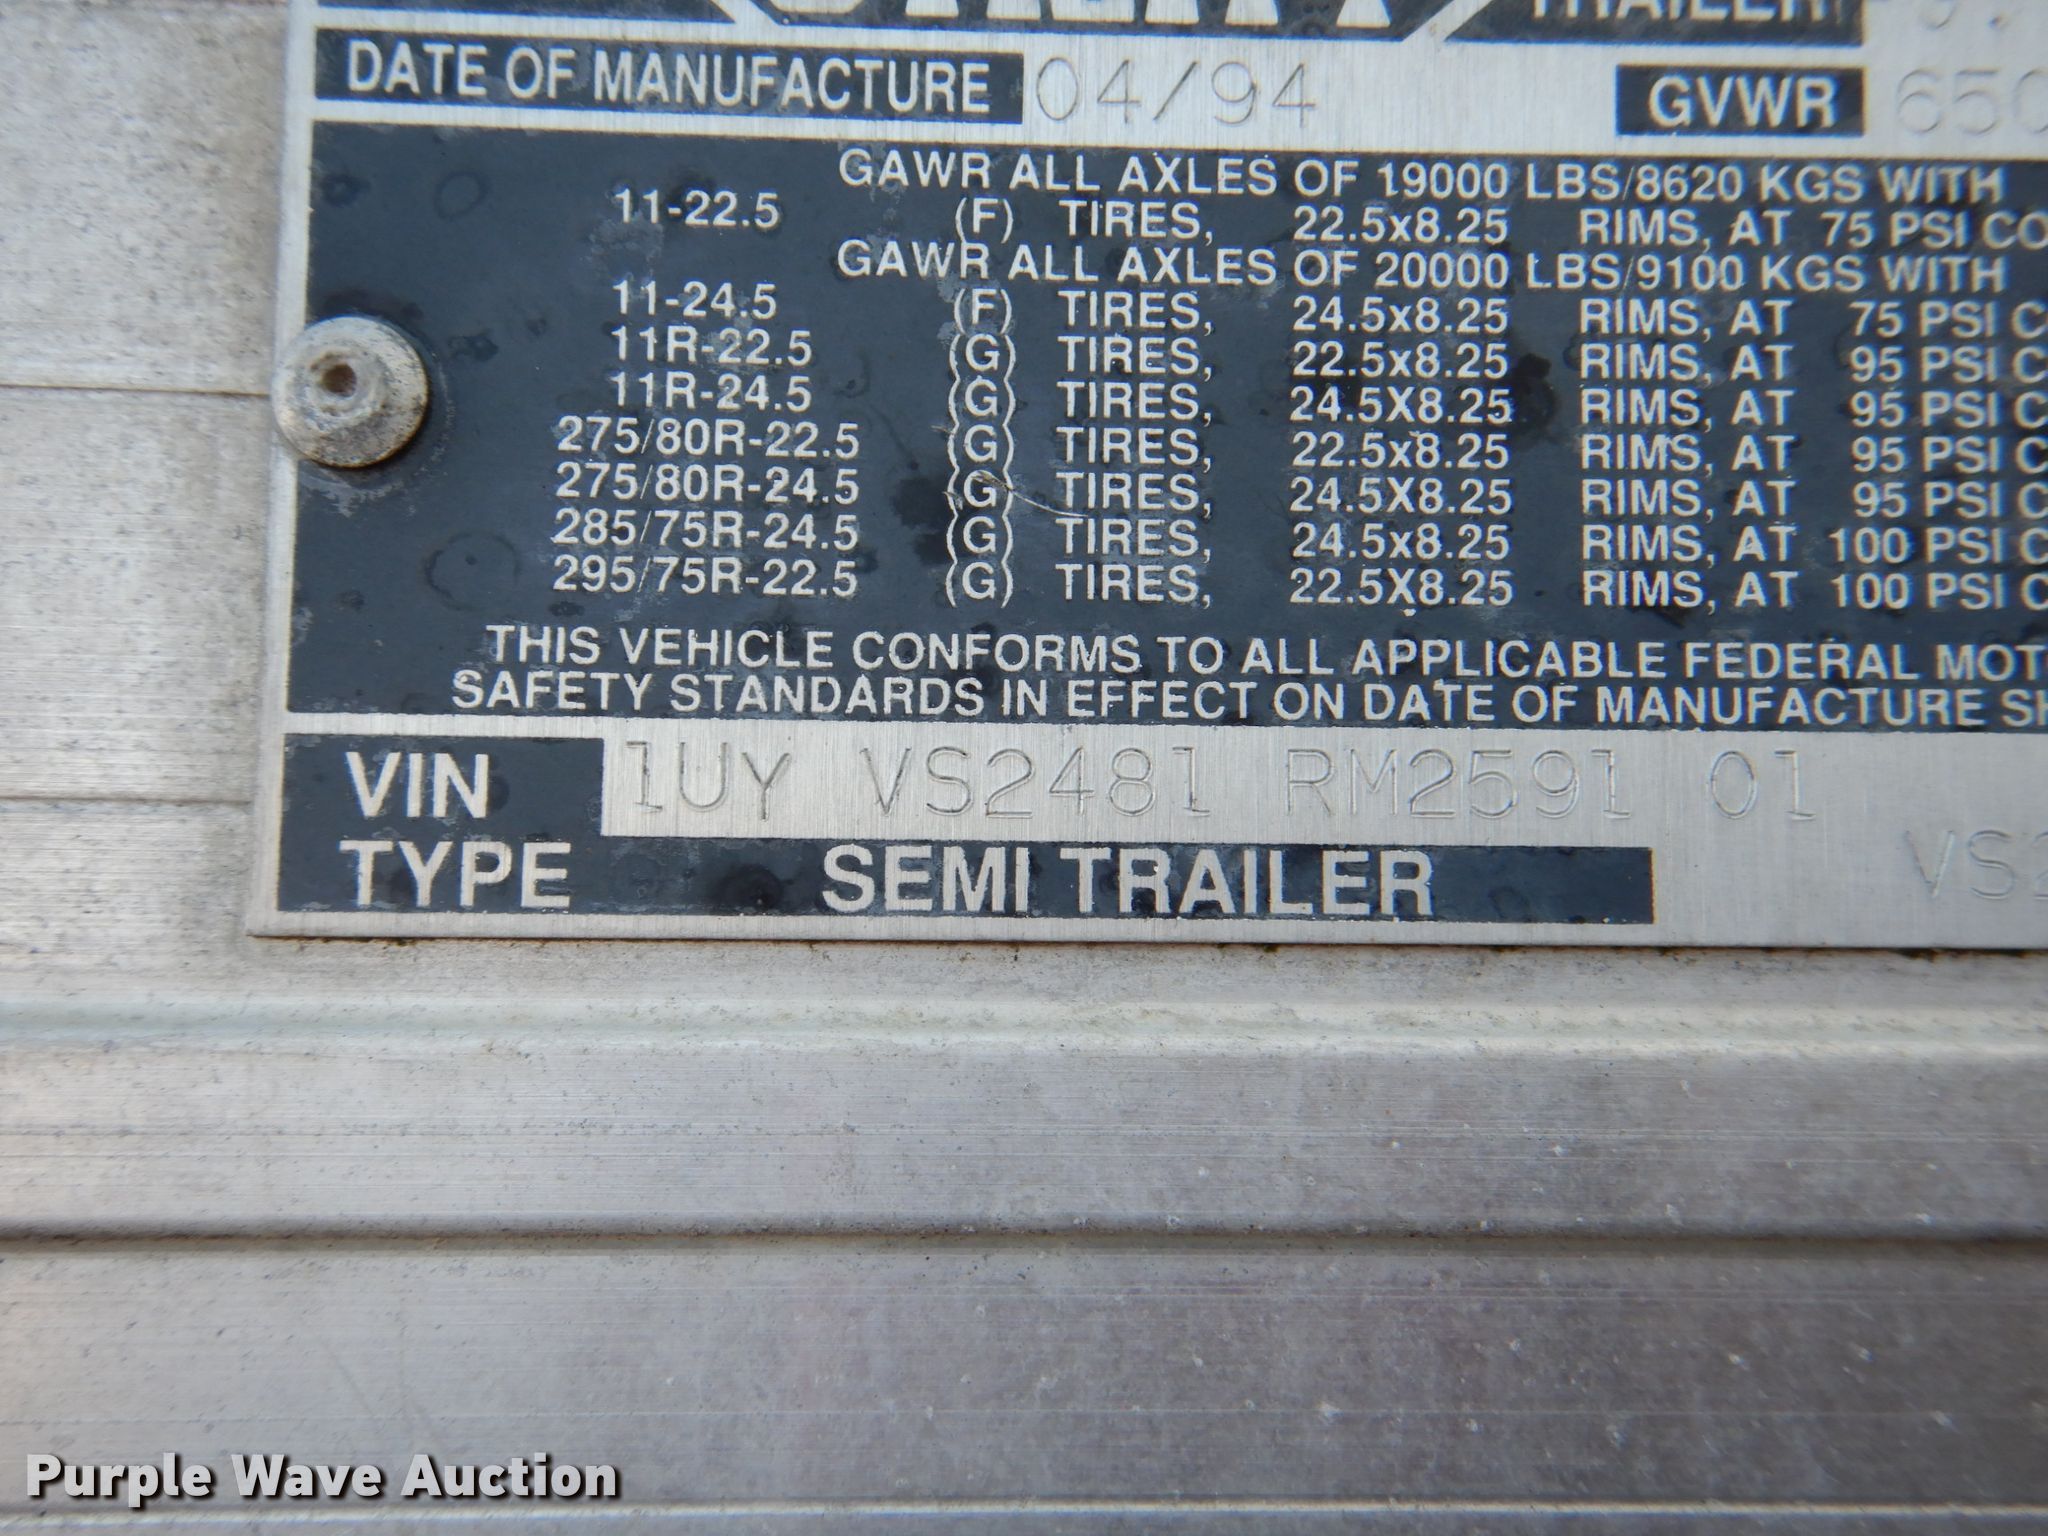 DATE OF MANUFACTURE 04/94 GVWR
GAWR ALL AXLES OF 19000 LBS/8620 KGS WITH
11-22.5 (F) TIRES, 22.5x8.25 RIMS, AT 75 PSI CO
GAWR ALL AXLES OF 20000 LBS/9100 KGS WITH
11-24.5 (F) TIRES, 24.5x8.25 RIMS, AT 75 PSI C
11R-22.5 (G) TIRES, 22.5x8.25 RIMS, AT 95 PSI C
11R-24.5 (G) TIRES, 24.5X8.25 RIMS, AT 95 PSI C
275/80R-22.5 (G) TIRES, 22.5x8.25 RIMS, AT 95 PSI C
275/80R-24.5 (G) TIRES, 24.5X8.25 RIMS, AT 95 PSI C
285/75R-24.5 (G) TIRES, 24.5x8.25 RIMS, AT 100 PSI C
295/75R-22.5 (G) TIRES, 22.5X8.25 RIMS, AT 100 PSI C
THIS VEHICLE CONFORMS TO ALL APPLICABLE FEDERAL MOT
SAFETY STANDARDS IN EFFECT ON DATE OF MANUFACTURE SH
VIN 1UY VS2481 RM2591 01
TYPE SEMI TRAILER VS2
Purple Wave Auction